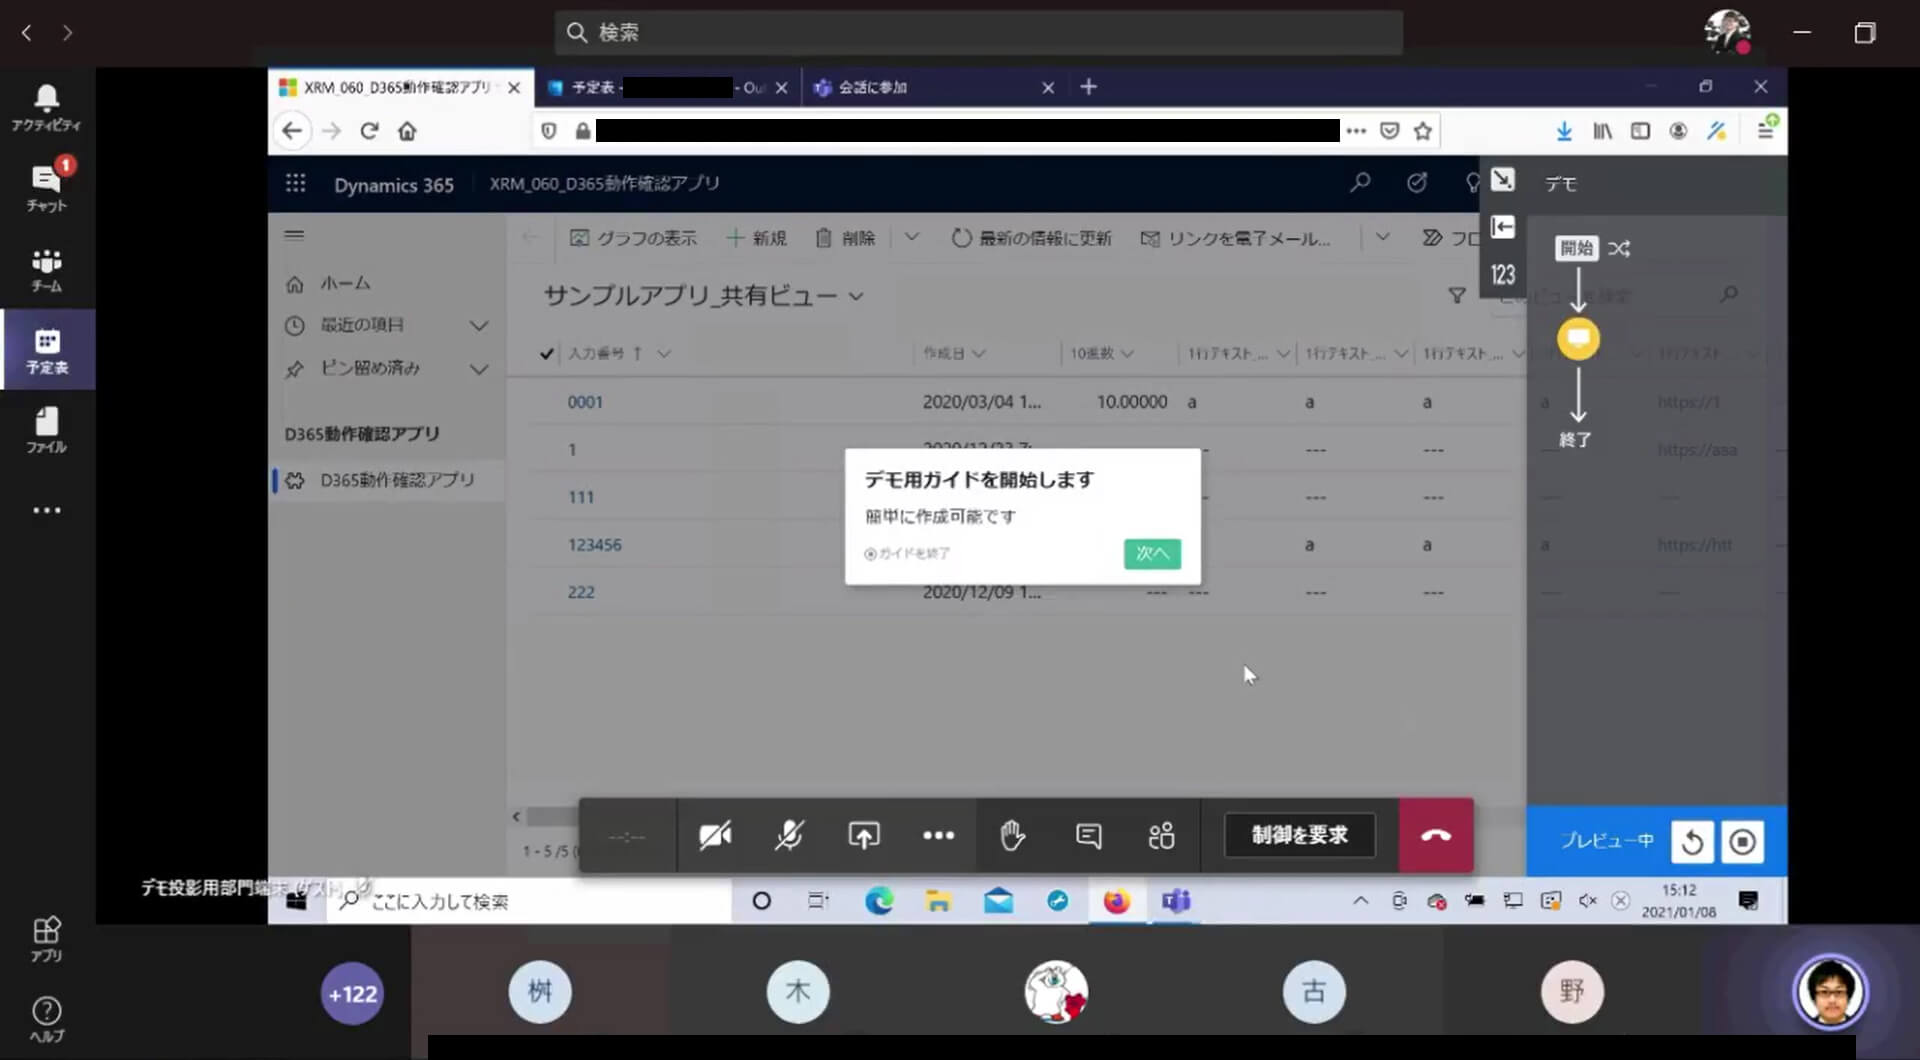 検索
アクティビティ
1
チャット
チーム
予定表
ファイル
アプリ
ヘルプ
XRM_060_D365動作確認アプリ
予定表 - - Ou
会話に参加
Dynamics 365
XRM_060_D365動作確認アプリ
グラフの表示 新規 削除 最新の情報に更新 リンクを電子メール... フロ
ホーム
最近の項目
ピン留め済み
D365動作確認アプリ
D365動作確認アプリ
サンプルアプリ_共有ビュー
入力番号 ↑ 作成日 10進数 1行テキスト_... 1行テキスト_... 1行テキスト_...
0001 2020/03/04 1... 10.00000 a a a a https://1
1 --- --- --- https://aaa
111 --- --- ---
123456 a a a https://htt
222 2020/12/09 1... --- --- --- --- --- ---
デモ用ガイドを開始します
簡単に作成可能です
ガイドを終了
次へ
デモ
123
開始
終了
プレビュー中
1 - 5 /5 (
--:--
制御を要求
デモ投影用部門端末 (ゲスト)
ここに入力して検索
15:12
2021/01/08
+122
桝
木
古
野